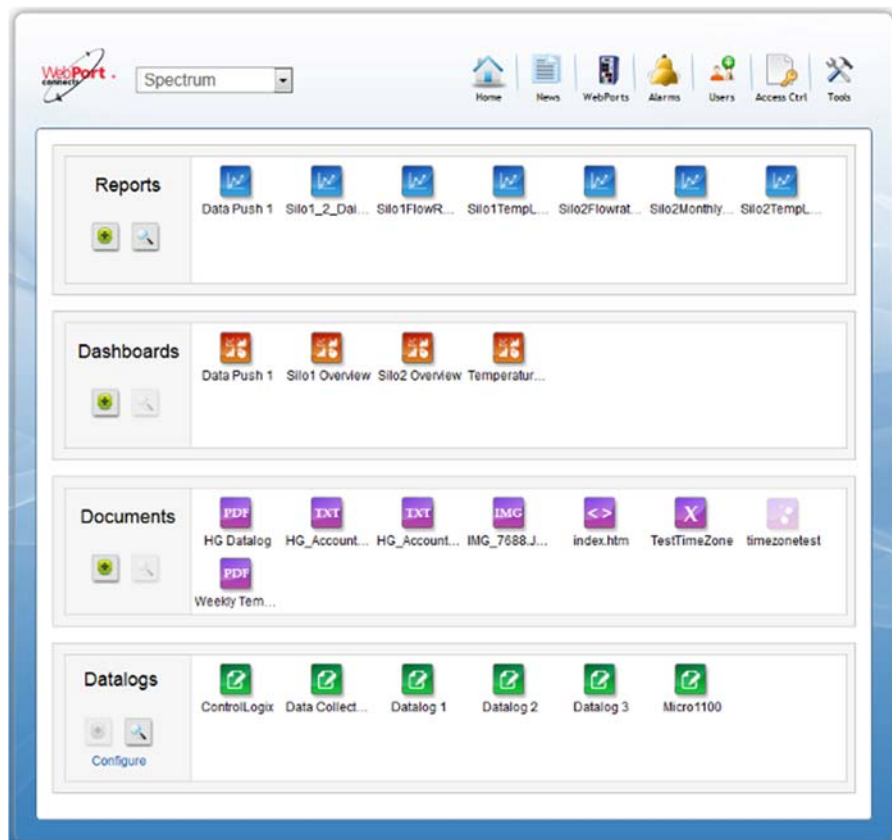 WebPort.
connects
Spectrum
Home News WebPorts Alarms Users Access Ctrl Tools
Reports
Data Push 1 Silo1_2_Dai... Silo1FlowR... Silo1TempL... Silo2Flowrat... Silo2Monthly... Silo2TempL...
Dashboards
Data Push 1 Silo1 Overview Silo2 Overview Temperatur...
Documents
PDF TXT TXT IMG <> X
HG Datalog HG_Account... HG_Account... IMG_7688.J... index.htm TestTimeZone timezonetest
PDF
Weekly Tem...
Datalogs
ControlLogix Data Collect... Datalog 1 Datalog 2 Datalog 3 Micro1100
Configure